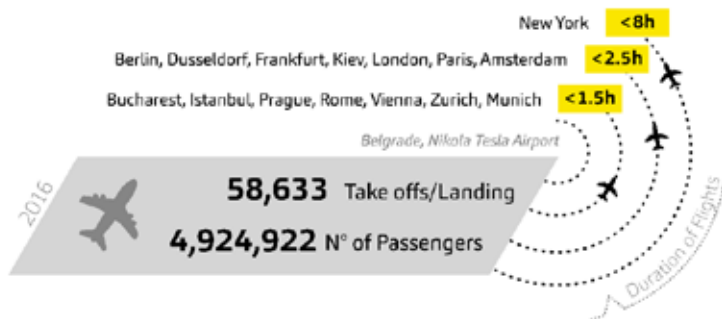 New York <8h
Berlin, Dusseldorf, Frankfurt, Kiev, London, Paris, Amsterdam <2.5h
Bucharest, Istanbul, Prague, Rome, Vienna, Zurich, Munich <1.5h
Belgrade, Nikola Tesla Airport
2016
58,633 Take offs/Landing
4,924,922 N° of Passengers
Duration of Flights